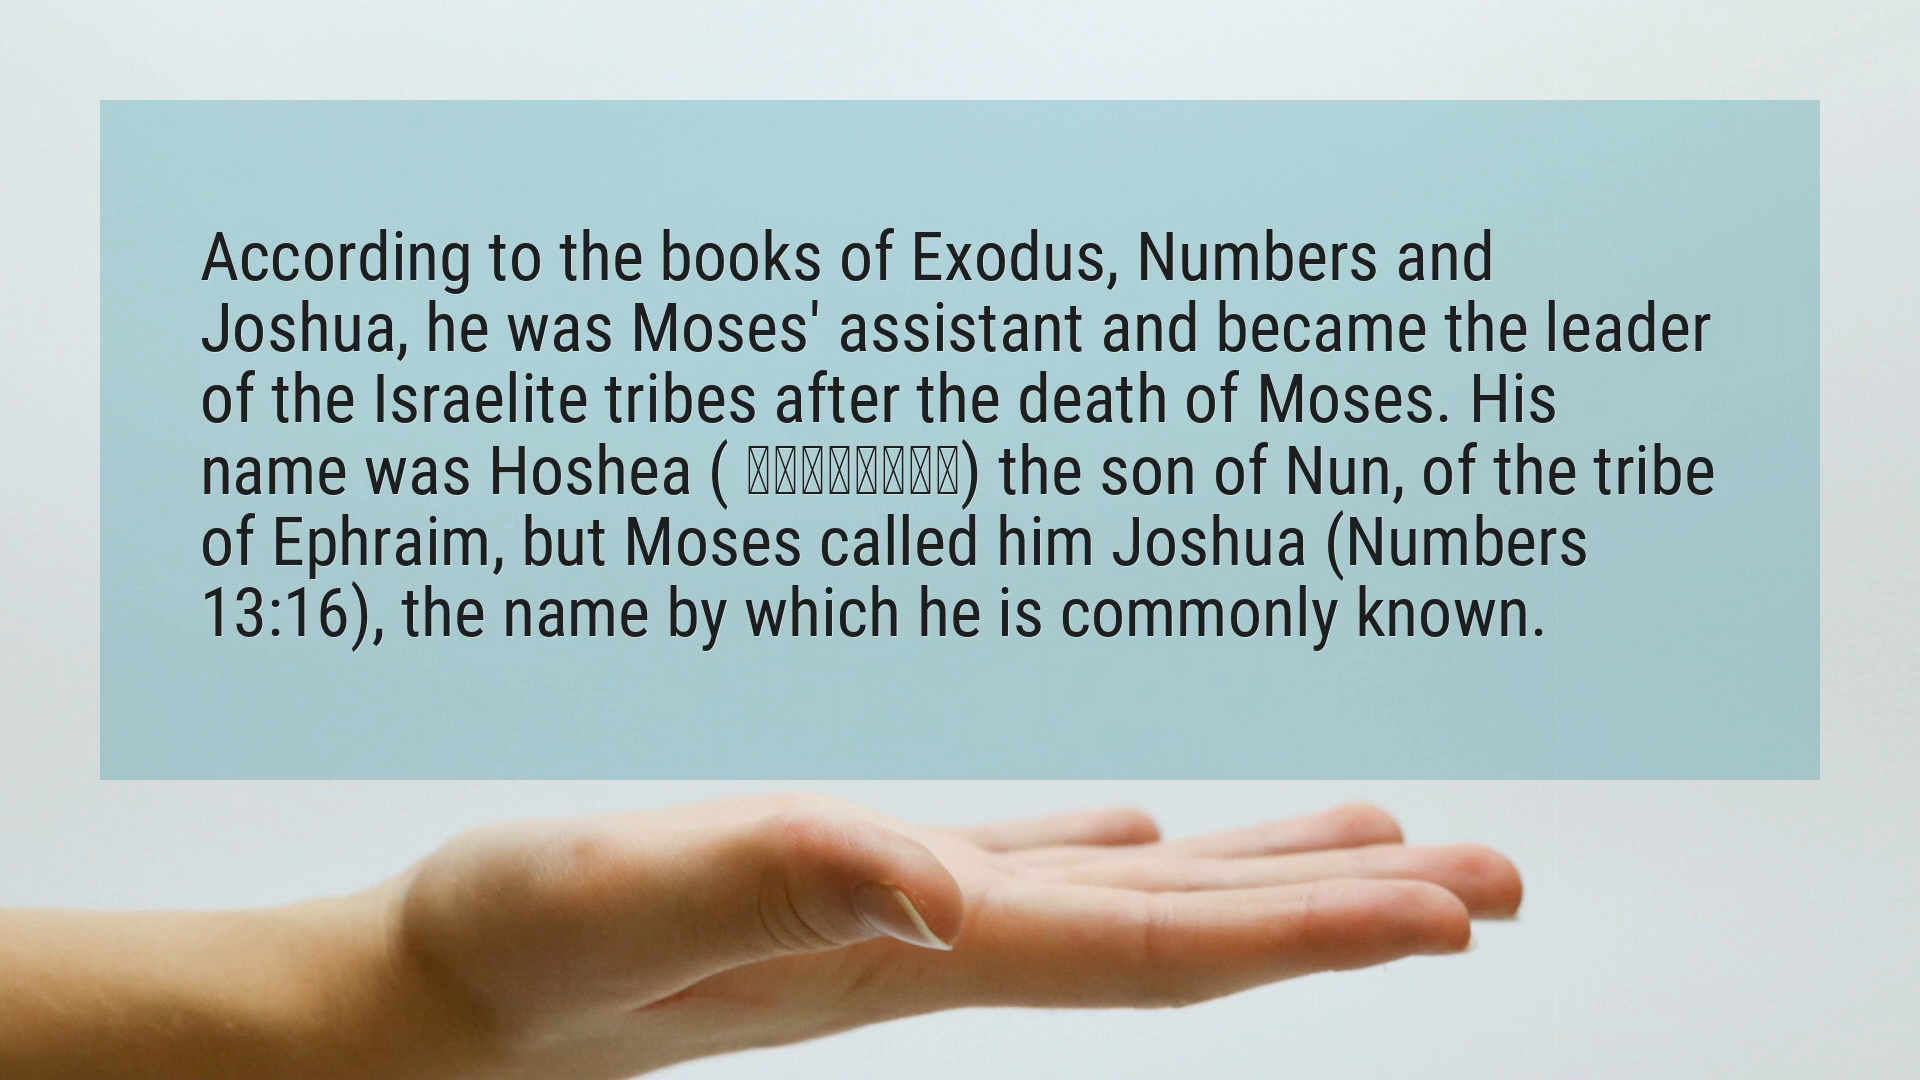 According to the books of Exodus, Numbers and
Joshua, he was Moses' assistant and became the leader
of the Israelite tribes after the death of Moses. His
name was Hoshea ( ) the son of Nun, of the tribe
of Ephraim, but Moses called him Joshua (Numbers
13:16), the name by which he is commonly known.